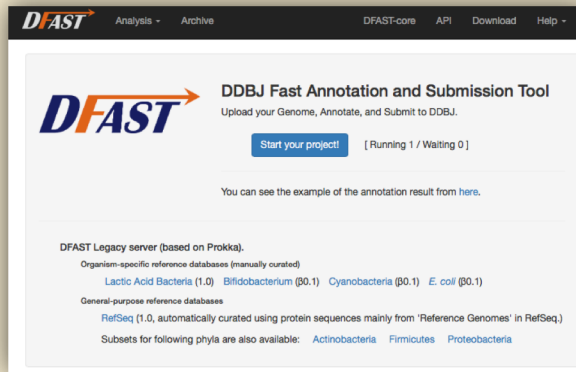 DFAST Analysis Archive DFAST-core API Download Help
DFAST
DDBJ Fast Annotation and Submission Tool
Upload your Genome, Annotate, and Submit to DDBJ.
Start your project! [ Running 1 / Waiting 0 ]
You can see the example of the annotation result from here.
DFAST Legacy server (based on Prokka).
Organism-specific reference databases (manually curated)
Lactic Acid Bacteria (1.0) Bifidobacterium (β0.1) Cyanobacteria (β0.1) E. coli (β0.1)
General-purpose reference databases
RefSeq (1.0, automatically curated using protein sequences mainly from 'Reference Genomes' in RefSeq.)
Subsets for following phyla are also available: Actinobacteria Firmicutes Proteobacteria